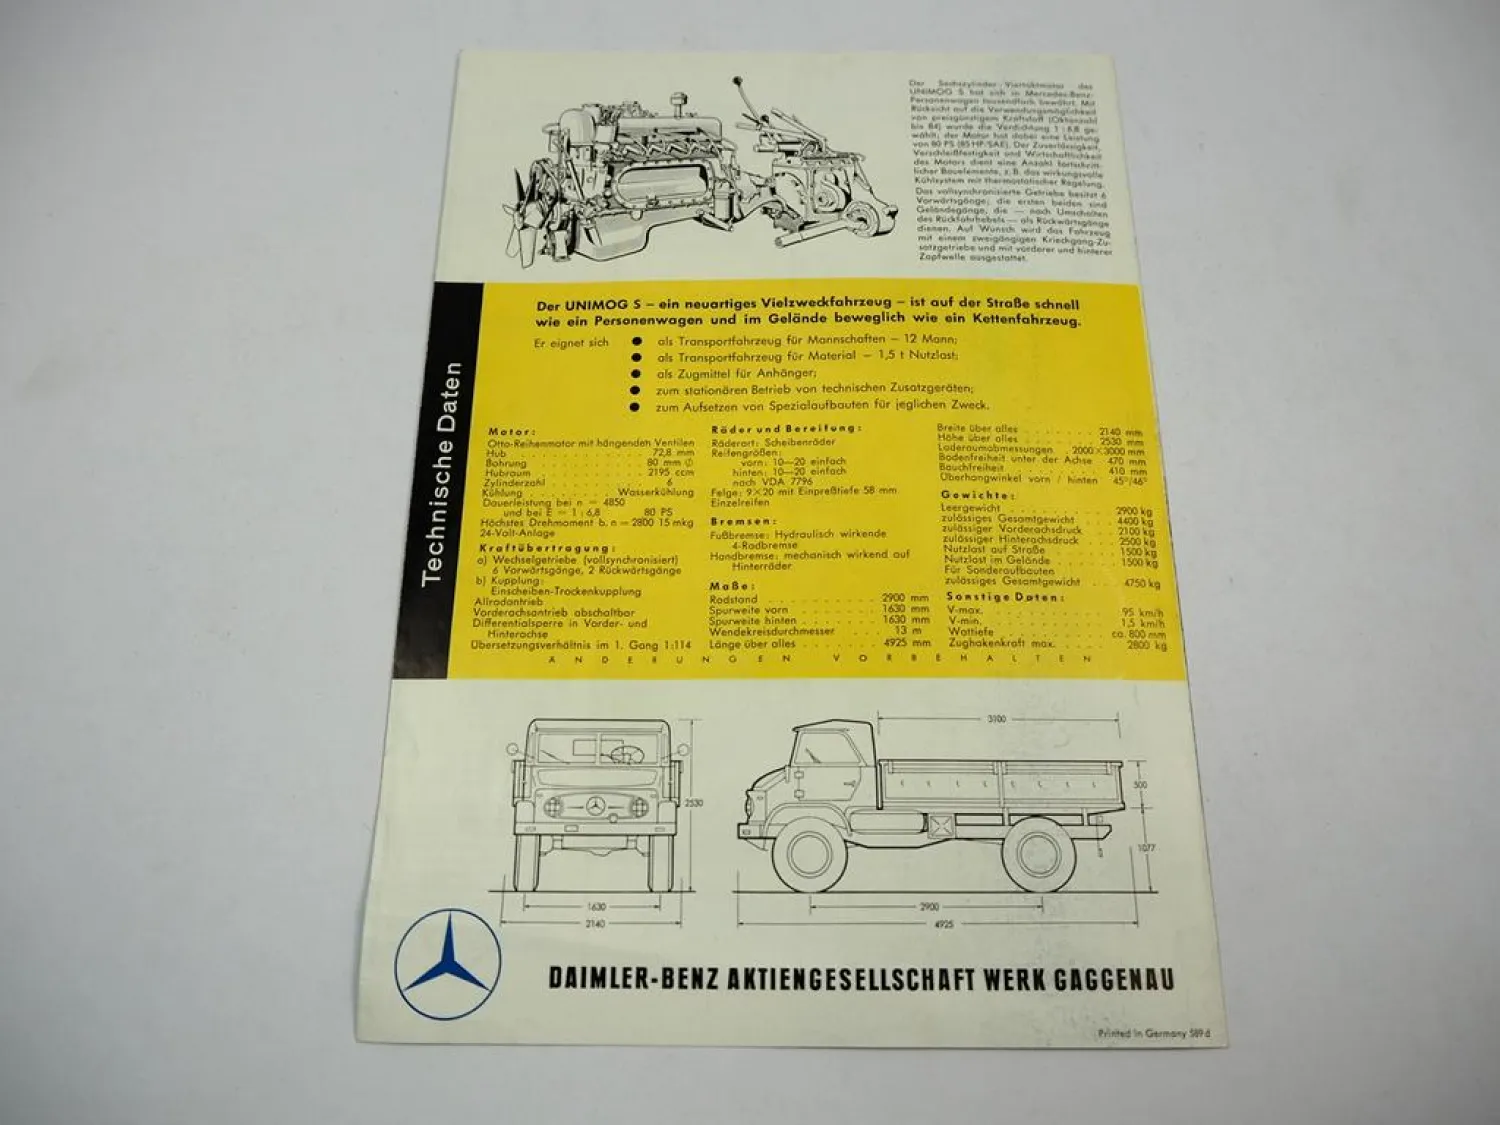 Der Sechszylinder-Viertaktmotor des
UNIMOG S hat sich in Mercedes-Benz-
Personenwagen tausendfach bewährt. Mit
Rücksicht auf die Verwendungsmöglichkeit
von preisgünstigem Kraftstoff (Oktanzahl
bis 84) wurde die Verdichtung 1 : 6,8 ge-
wählt; der Motor hat dabei eine Leistung
von 80 PS (85 HP/SAE). Der Zuverlässigkeit,
Verschleißfestigkeit und Wirtschaftlichkeit
des Motors dient eine Anzahl fortschritt-
licher Bauelemente, z. B. das wirkungsvolle
Kühlsystem mit thermostatischer Regelung.
Das vollsynchronisierte Getriebe besitzt 6
Vorwärtsgänge; die ersten beiden sind
Geländegänge, die — nach Umschalten
des Rückfahrhebels — als Rückwärtsgänge
dienen. Auf Wunsch wird das Fahrzeug
mit einem zweigängigen Kriechgang-Zu-
satzgetriebe und mit vorderer und hinterer
Zapfwelle ausgestattet.
Technische Daten
Der UNIMOG S – ein neuartiges Vielzweckfahrzeug – ist auf der Straße schnell
wie ein Personenwagen und im Gelände beweglich wie ein Kettenfahrzeug.
Er eignet sich ● als Transportfahrzeug für Mannschaften – 12 Mann;
● als Transportfahrzeug für Material – 1,5 t Nutzlast;
● als Zugmittel für Anhänger;
● zum stationären Betrieb von technischen Zusatzgeräten;
● zum Aufsetzen von Spezialaufbauten für jeglichen Zweck.
Motor:
Otto-Reihenmotor mit hängenden Ventilen
Hub . . . . . . . . . . 72,8 mm
Bohrung . . . . . . . . . . 80 mm ∅
Hubraum . . . . . . . . . . 2195 ccm
Zylinderzahl . . . . . . . . . . 6
Kühlung . . . . . . . Wasserkühlung
Dauerleistung bei n = 4850
und bei E = 1 : 6,8 80 PS
Höchstes Drehmoment b. n = 2800 15 mkg
24-Volt-Anlage
Kraftübertragung:
a) Wechselgetriebe (vollsynchronisiert)
6 Vorwärtsgänge, 2 Rückwärtsgänge
b) Kupplung:
Einscheiben-Trockenkupplung
Allradantrieb
Vorderachsantrieb abschaltbar
Differentialsperre in Vorder- und
Hinterachse
Übersetzungsverhältnis im 1. Gang 1:114
Räder und Bereifung:
Räderart: Scheibenräder
Reifengrößen:
vorn: 10—20 einfach
hinten: 10—20 einfach
nach VDA 7796
Felge: 9×20 mit Einpreßtiefe 58 mm
Einzelreifen
Bremsen:
Fußbremse: Hydraulisch wirkende
4-Radbremse
Handbremse: mechanisch wirkend auf
Hinterräder
Maße:
Radstand . . . . . . . . . . 2900 mm
Spurweite vorn . . . . . . . . 1630 mm
Spurweite hinten . . . . . . . . 1630 mm
Wendekreisdurchmesser . . . . . 13 m
Länge über alles . . . . . . . 4925 mm
Breite über alles . . . . . . . 2140 mm
Höhe über alles . . . . . . . 2530 mm
Laderaumabmessungen . . 2000×3000 mm
Bodenfreiheit unter der Achse 470 mm
Bauchfreiheit . . . . . . . . 410 mm
Überhangwinkel vorn / hinten 45°/46°
Gewichte:
Leergewicht . . . . . . . . . 2900 kg
zulässiges Gesamtgewicht . . . 4400 kg
zulässiger Vorderachsdruck . . . 2100 kg
zulässiger Hinterachsdruck . . . 2500 kg
Nutzlast auf Straße . . . . . . 1500 kg
Nutzlast im Gelände . . . . . . 1500 kg
Für Sonderaufbauten
zulässiges Gesamtgewicht . . . 4750 kg
Sonstige Daten:
V-max. . . . . . . . . . . 95 km/h
V-min. . . . . . . . . . . 1,5 km/h
Wattiefe . . . . . . . . ca. 800 mm
Zughakenkraft max. . . . . . 2800 kg
ÄNDERUNGEN VORBEHALTEN
3100
2530
500
1077
1630
2140
2900
4925
DAIMLER-BENZ AKTIENGESELLSCHAFT WERK GAGGENAU
Printed in Germany 589 d